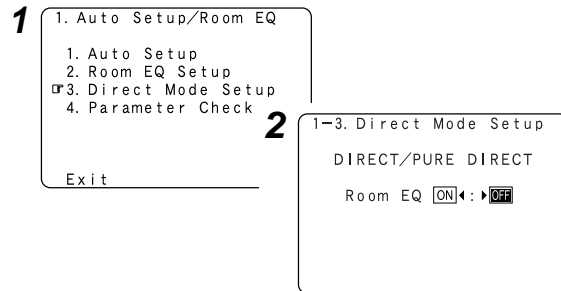 1
1. Auto Setup/Room EQ
1. Auto Setup
2. Room EQ Setup
☞3. Direct Mode Setup
4. Parameter Check
Exit
2
1-3. Direct Mode Setup
DIRECT/PURE DIRECT
Room EQ ON◀:▶OFF